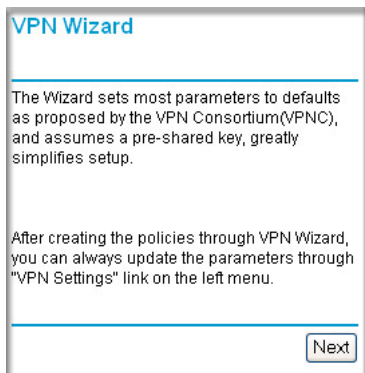 VPN Wizard
The Wizard sets most parameters to defaults
as proposed by the VPN Consortium(VPNC),
and assumes a pre-shared key, greatly
simplifies setup.
After creating the policies through VPN Wizard,
you can always update the parameters through
"VPN Settings" link on the left menu.
Next